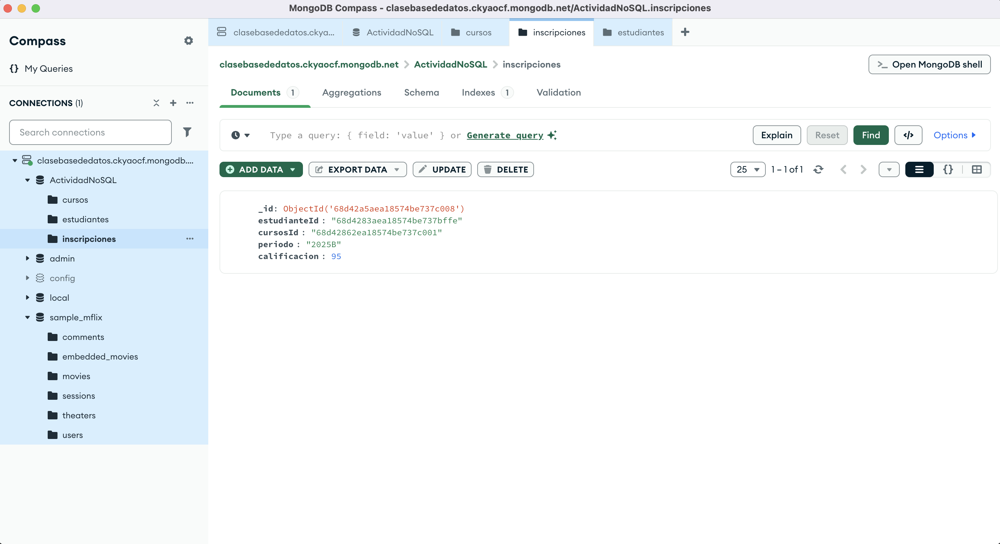 MongoDB Compass - clasebasededatos.ckyaocf.mongodb.net/ActividadNoSQL.inscripciones
Compass
{} My Queries
CONNECTIONS (1)
Search connections
clasebasededatos.ckyaocf.mongodb....
ActividadNoSQL
cursos
estudiantes
inscripciones
admin
config
local
sample_mflix
comments
embedded_movies
movies
sessions
theaters
users
clasebasededatos.ckya... ActividadNoSQL cursos inscripciones estudiantes
clasebasededatos.ckyaocf.mongodb.net > ActividadNoSQL > inscripciones
>_ Open MongoDB shell
Documents 1 Aggregations Schema Indexes 1 Validation
Type a query: { field: 'value' } or Generate query
Explain Reset Find </> Options
ADD DATA EXPORT DATA UPDATE DELETE
25 1 – 1 of 1 {}
_id: ObjectId('68d42a5aea18574be737c008')
estudianteId : "68d4283aea18574be737bffe"
cursosId : "68d42862ea18574be737c001"
periodo : "2025B"
calificacion : 95